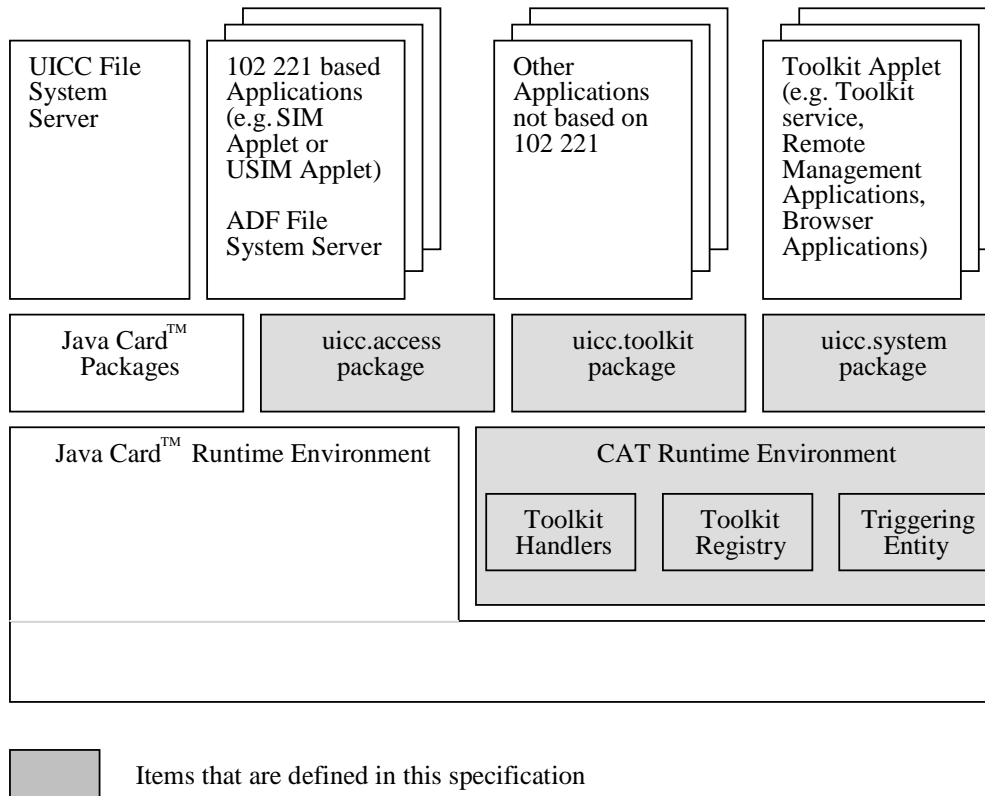 UICC File
System
Server
102 221 based
Applications
(e.g. SIM
Applet or
USIM Applet)
ADF File
System Server
Other
Applications
not based on
102 221
Toolkit Applet
(e.g. Toolkit
service,
Remote
Management
Applications,
Browser
Applications)
Java Card™
Packages
uicc.access
package
uicc.toolkit
package
uicc.system
package
Java Card™ Runtime Environment
CAT Runtime Environment
Toolkit
Handlers
Toolkit
Registry
Triggering
Entity
Items that are defined in this specification